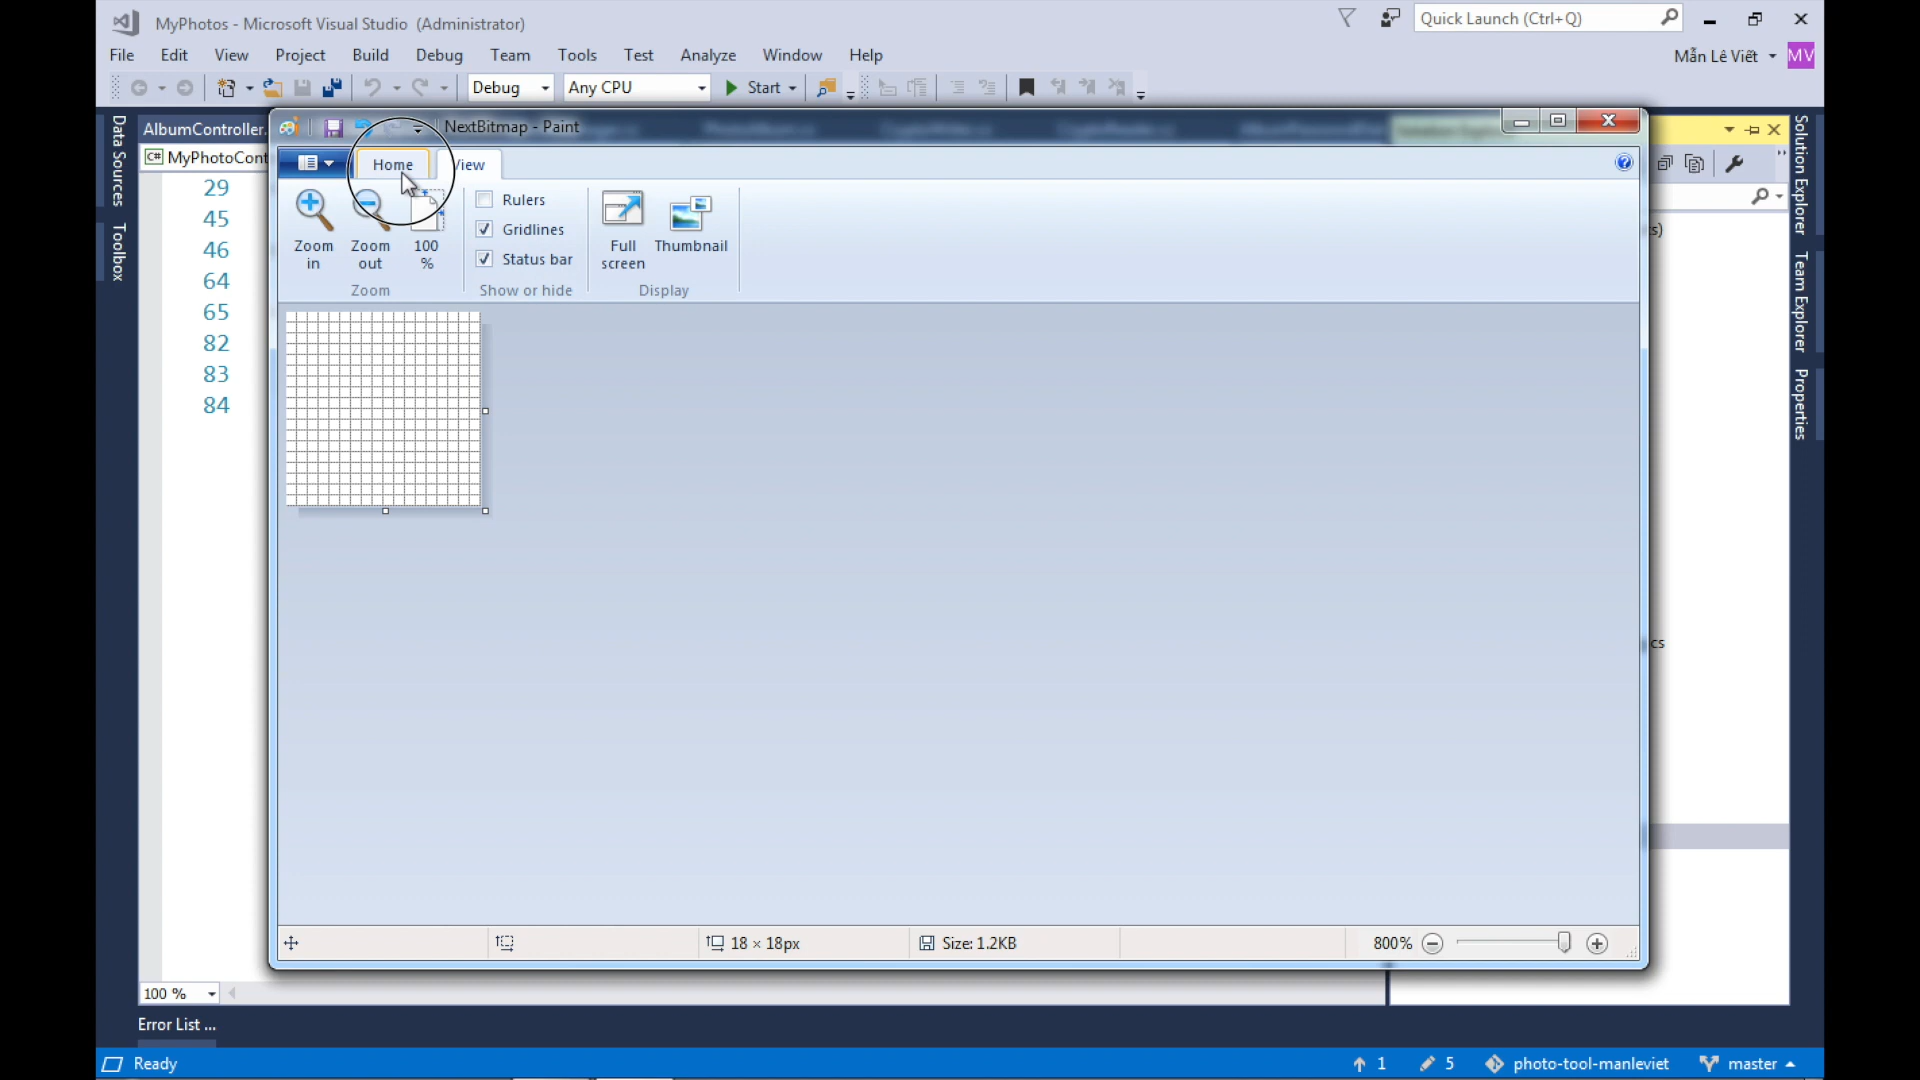 MyPhotos - Microsoft Visual Studio (Administrator)
Quick Launch (Ctrl+Q)
File Edit View Project Build Debug Team Tools Test Analyze Window Help
Mẫn Lê Viết MV
Debug Any CPU Start
Data Sources
Toolbox
AlbumController.
C# MyPhotoCont
29
45
46
64
65
82
83
84
NextBitmap - Paint
Home View
Zoom in
Zoom out
100 %
Zoom
Rulers
Gridlines
Status bar
Show or hide
Full screen
Thumbnail
Display
18 × 18px
Size: 1.2KB
800%
s)
cs
Solution Explorer
Team Explorer
Properties
100 %
Error List ...
Ready
1 5 photo-tool-manleviet master